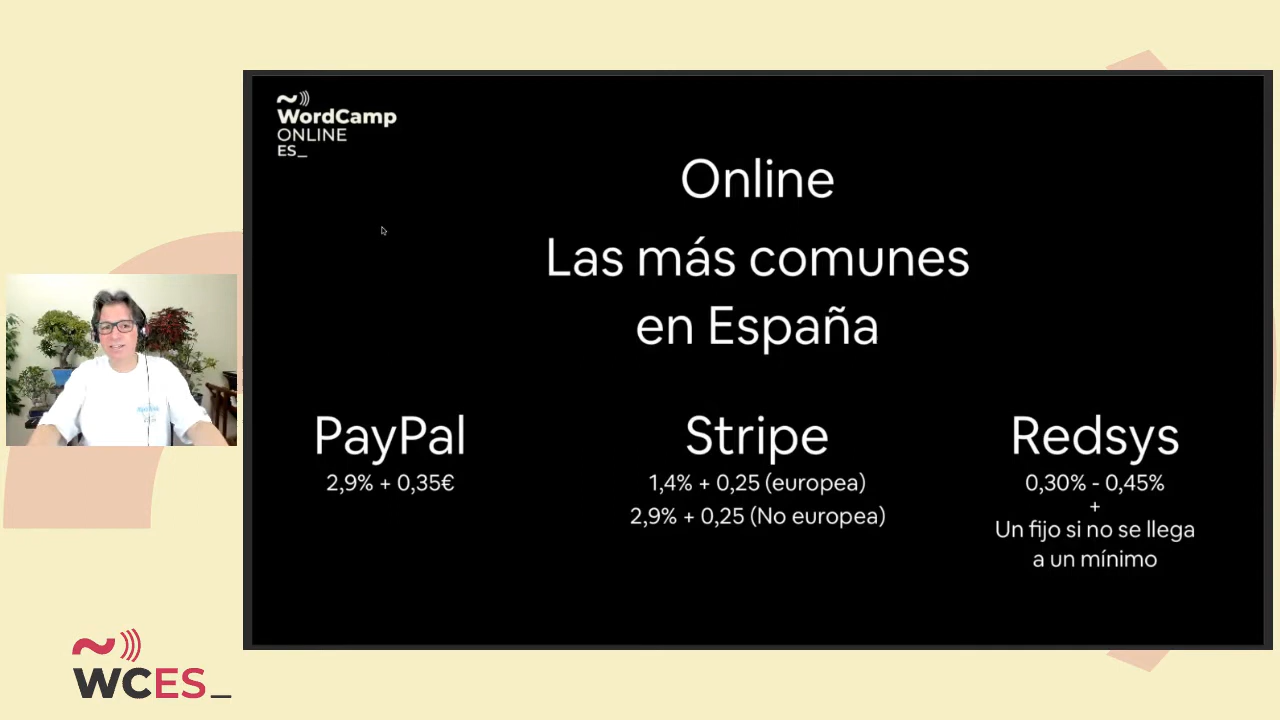 WordCamp
ONLINE
ES_
Online
Las más comunes
en España
PayPal
2,9% + 0,35€
Stripe
1,4% + 0,25 (europea)
2,9% + 0,25 (No europea)
Redsys
0,30% - 0,45%
+
Un fijo si no se llega
a un mínimo
WCES_